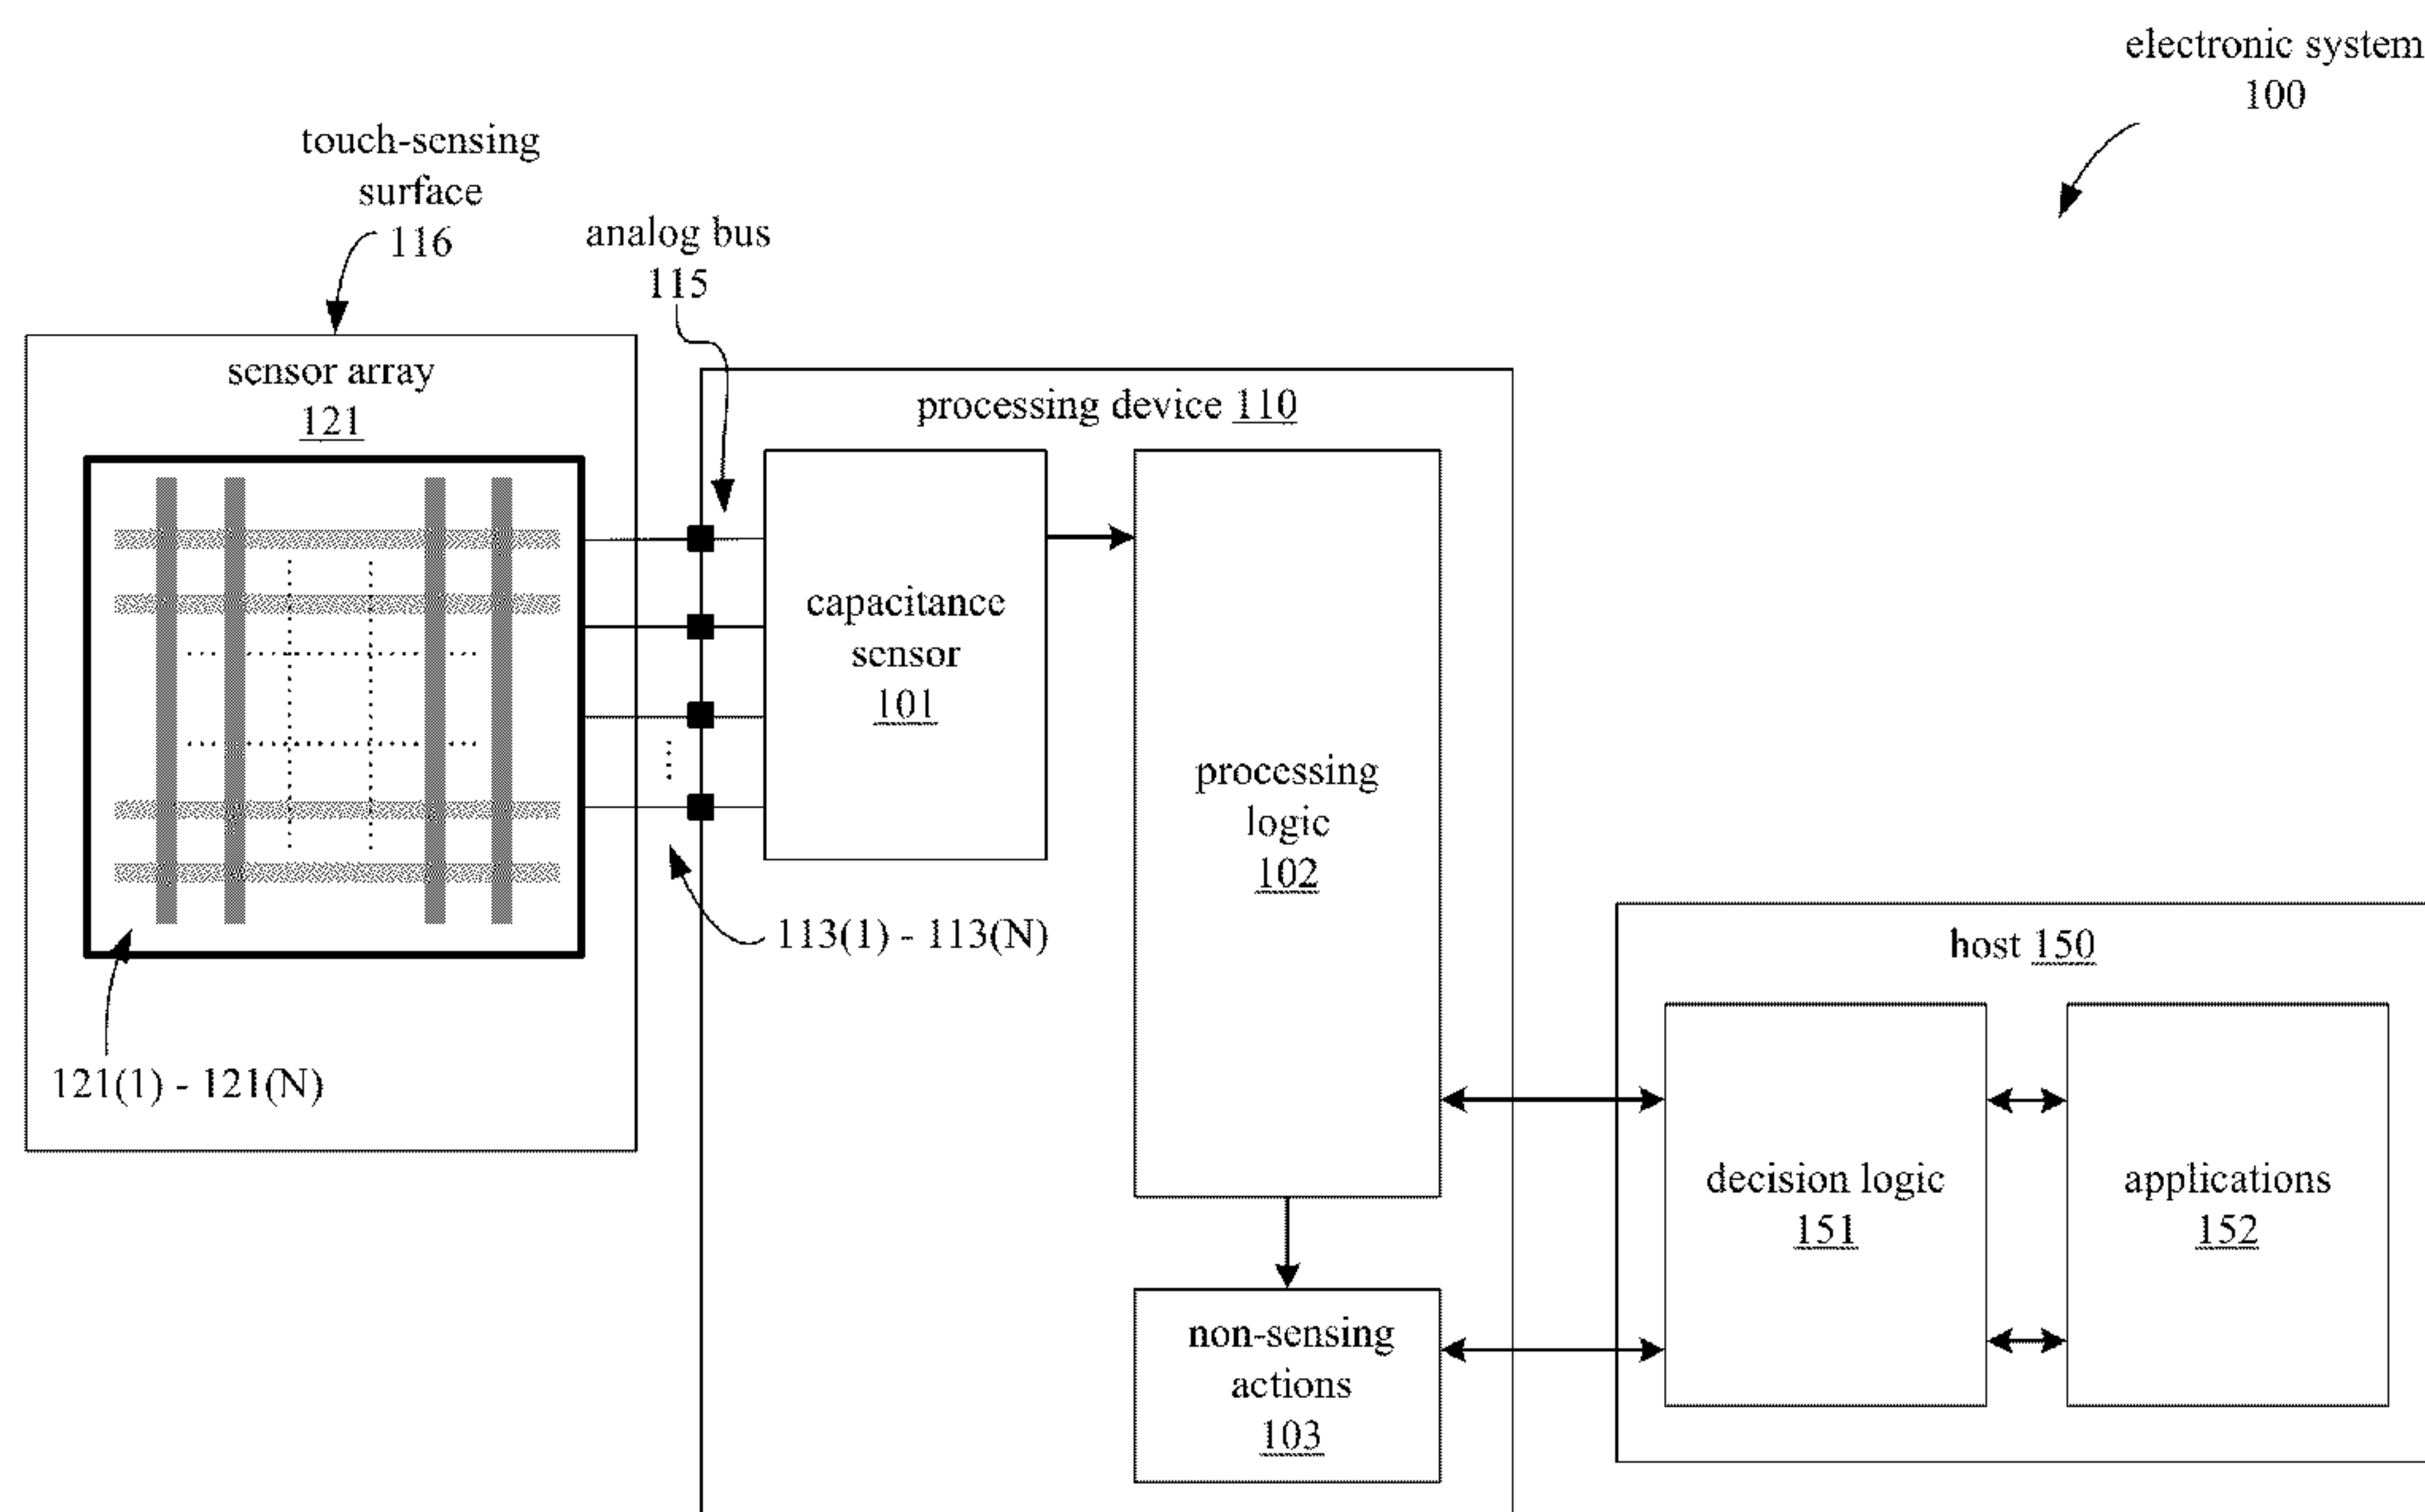 electronic system
100
touch-sensing
surface
116
analog bus
115
sensor array
121
processing device 110
capacitance
sensor
101
processing
logic
102
113(1) - 113(N)
121(1) - 121(N)
host 150
decision logic
151
applications
152
non-sensing
actions
103